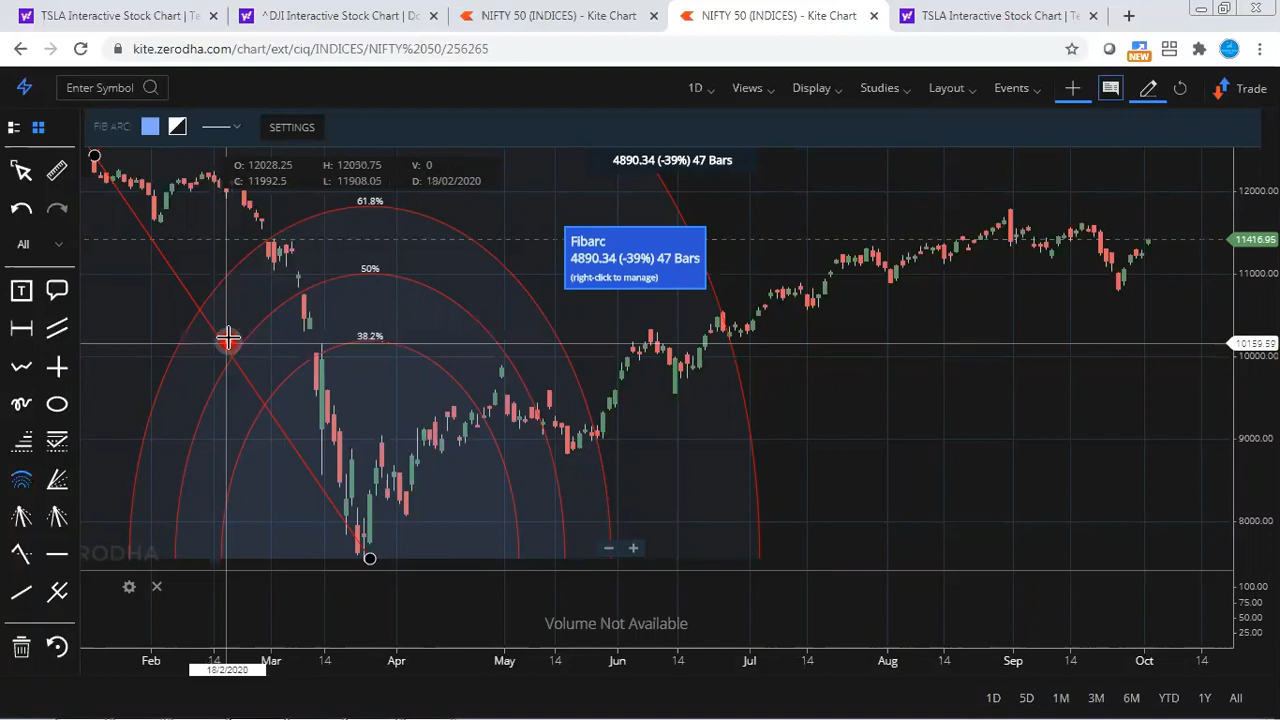 TSLA Interactive Stock Chart | Te
^DJI Interactive Stock Chart | Do
NIFTY 50 (INDICES) - Kite Chart
NIFTY 50 (INDICES) - Kite Chart
TSLA Interactive Stock Chart | Te
kite.zerodha.com/chart/ext/ciq/INDICES/NIFTY%2050/256265
NEW
Enter Symbol
1D
Views
Display
Studies
Layout
Events
Trade
FIB ARC:
SETTINGS
O: 12028.25 H: 12030.75 V: 0
C: 11992.5 L: 11908.05 D: 18/02/2020
4890.34 (-39%) 47 Bars
61.8%
50%
38.2%
Fibarc
4890.34 (-39%) 47 Bars
(right-click to manage)
All
T
12000.00
11416.95
11000.00
10159.59
10000.00
9000.00
8000.00
ERODHA
100.00
75.00
50.00
25.00
Volume Not Available
Feb 14 Mar 14 Apr May Jun 14 Jul 14 Aug Sep 14 Oct 14
18/2/2020
1D 5D 1M 3M 6M YTD 1Y All